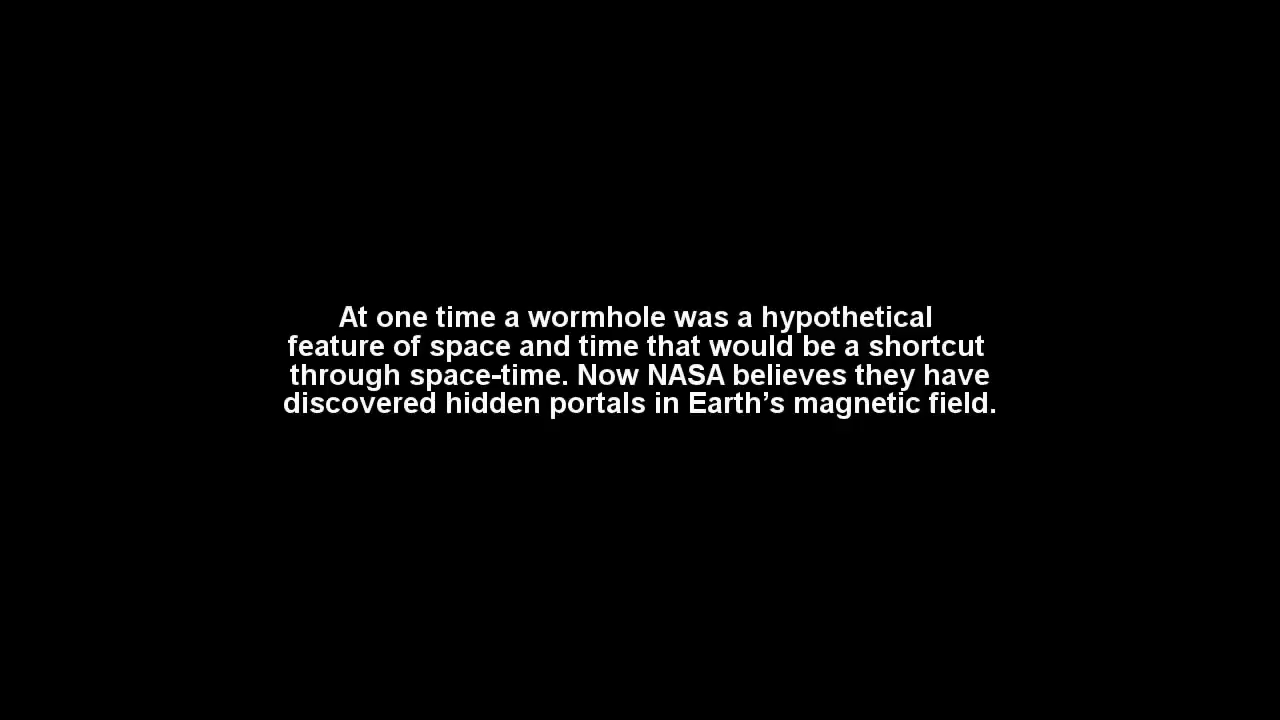 At one time a wormhole was a hypothetical
feature of space and time that would be a shortcut
through space-time. Now NASA believes they have
discovered hidden portals in Earth’s magnetic field.